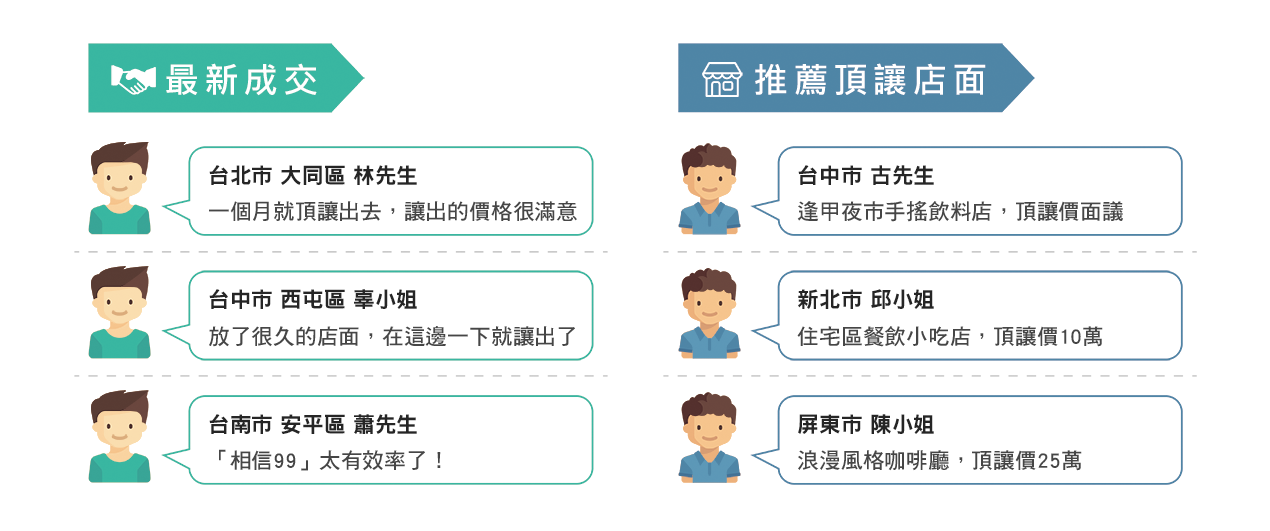 最新成交
台北市 大同區 林先生
一個月就頂讓出去，讓出的價格很滿意
台中市 西屯區 辜小姐
放了很久的店面，在這邊一下就讓出了
台南市 安平區 蕭先生
「相信99」太有效率了！
推薦頂讓店面
台中市 古先生
逢甲夜市手搖飲料店，頂讓價面議
新北市 邱小姐
住宅區餐飲小吃店，頂讓價10萬
屏東市 陳小姐
浪漫風格咖啡廳，頂讓價25萬